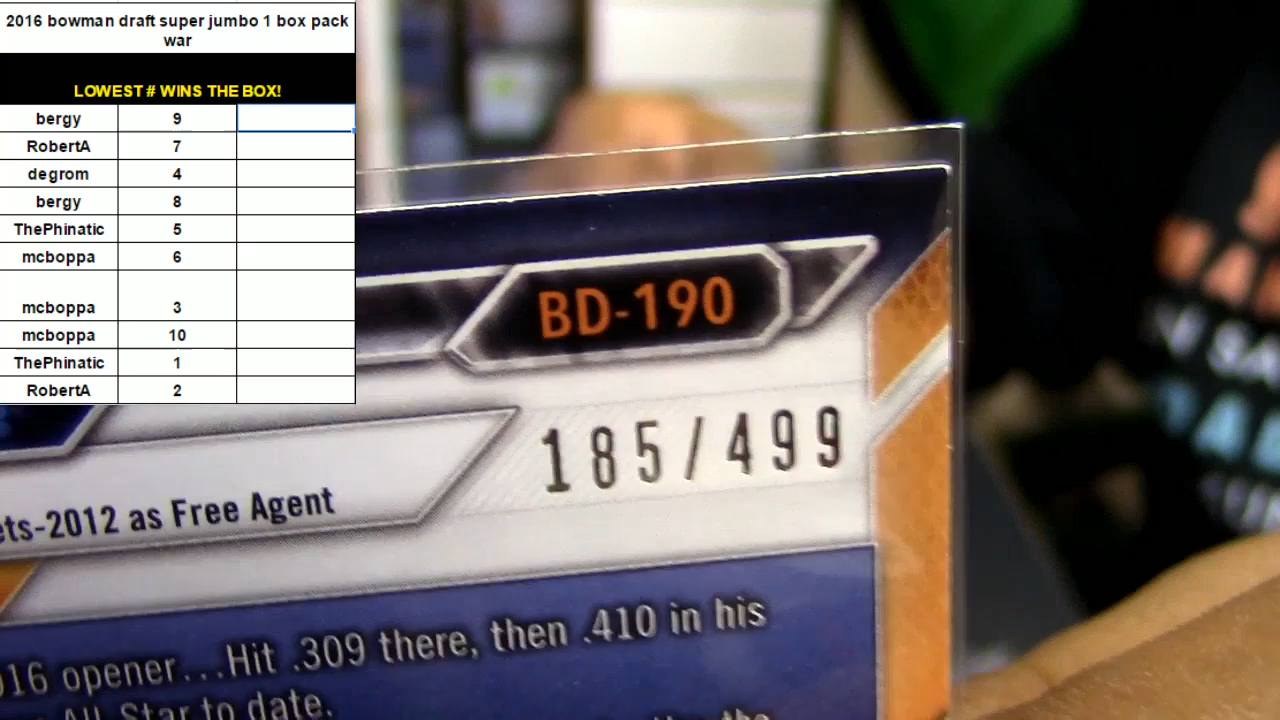 2016 bowman draft super jumbo 1 box pack
war
LOWEST # WINS THE BOX!
bergy 9
RobertA 7
degrom 4
bergy 8
ThePhinatic 5
mcboppa 6
mcboppa 3
mcboppa 10
ThePhinatic 1
RobertA 2
BD-190
185/499
ets-2012 as Free Agent
016 opener...Hit .309 there, then .410 in his
All-Star to date.